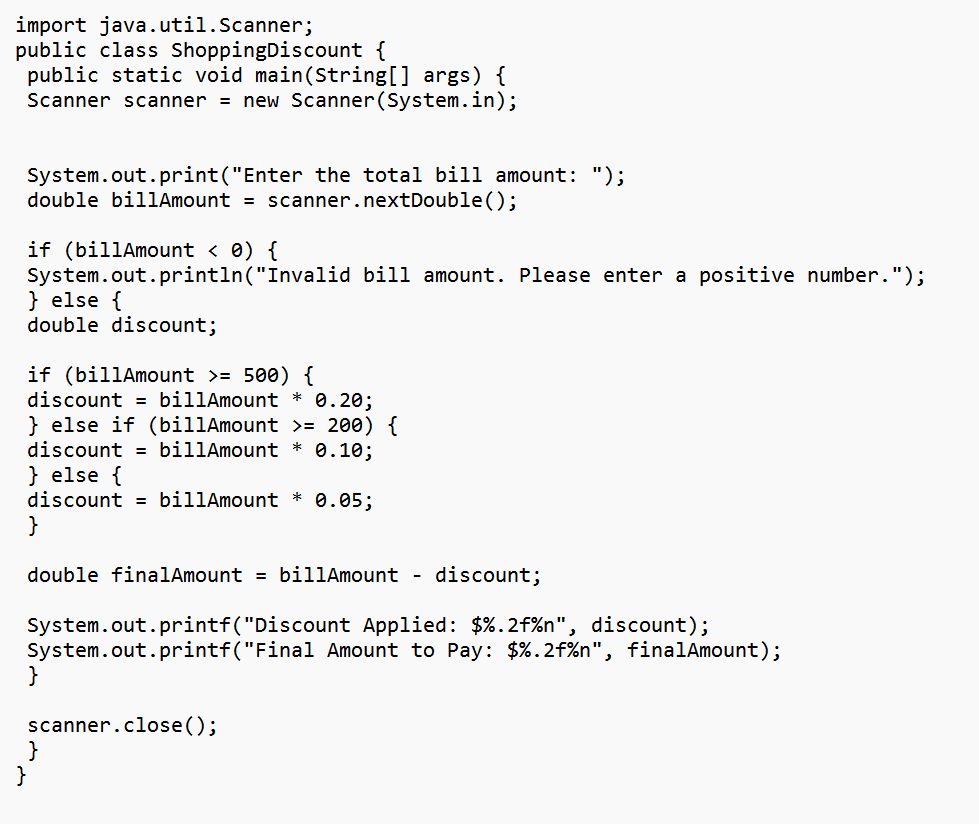 import java.util.Scanner;
public class ShoppingDiscount {
 public static void main(String[] args) {
 Scanner scanner = new Scanner(System.in);
 System.out.print("Enter the total bill amount: ");
 double billAmount = scanner.nextDouble();
 if (billAmount < 0) {
 System.out.println("Invalid bill amount. Please enter a positive number.");
 } else {
 double discount;
 if (billAmount >= 500) {
 discount = billAmount * 0.20;
 } else if (billAmount >= 200) {
 discount = billAmount * 0.10;
 } else {
 discount = billAmount * 0.05;
 }
 double finalAmount = billAmount - discount;
 System.out.printf("Discount Applied: $%.2f%n", discount);
 System.out.printf("Final Amount to Pay: $%.2f%n", finalAmount);
 }
 scanner.close();
 }
}